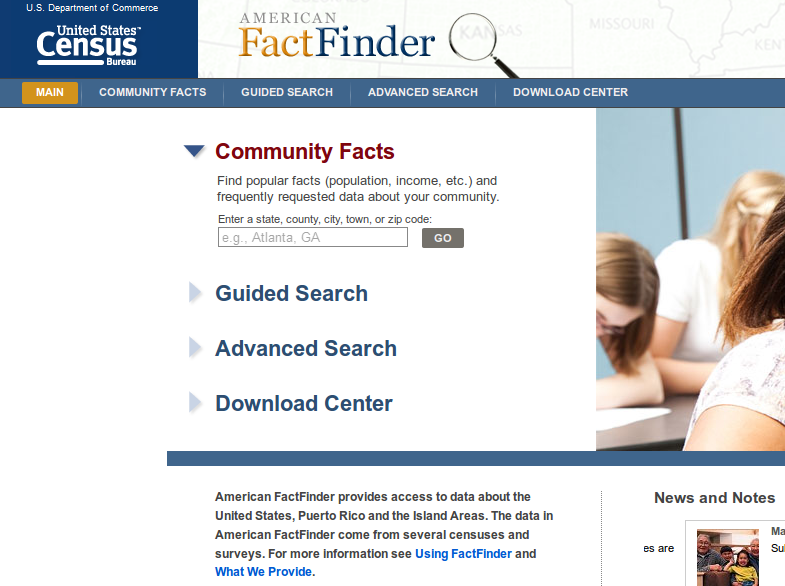 U.S. Department of Commerce
United States™
Census
Bureau
AMERICAN
FactFinder
KANSAS
MISSOURI
MAIN
COMMUNITY FACTS
GUIDED SEARCH
ADVANCED SEARCH
DOWNLOAD CENTER
Community Facts
Find popular facts (population, income, etc.) and
frequently requested data about your community.
Enter a state, county, city, town, or zip code:
e.g., Atlanta, GA
GO
Guided Search
Advanced Search
Download Center
American FactFinder provides access to data about the
United States, Puerto Rico and the Island Areas. The data in
American FactFinder come from several censuses and
surveys. For more information see Using FactFinder and
What We Provide.
News and Notes
es are